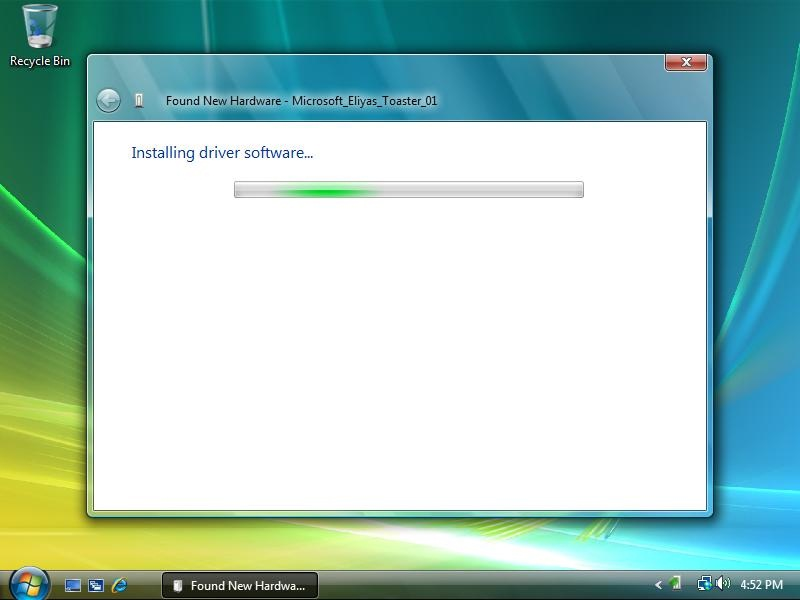 Recycle Bin
Found New Hardware - Microsoft_Eliyas_Toaster_01
Installing driver software...
Found New Hardwa...
4:52 PM